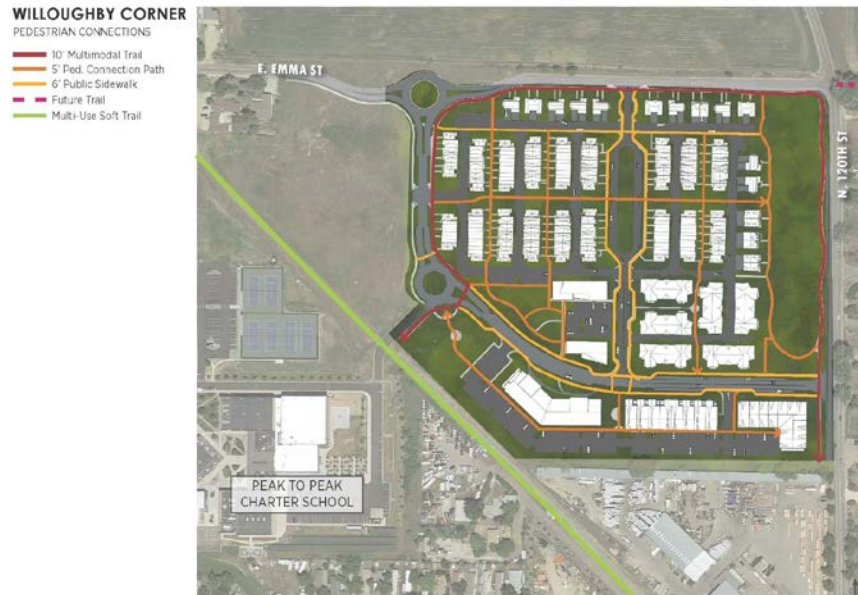 WILLOUGHBY CORNER
PEDESTRIAN CONNECTIONS
10' Multimodal Trail
5' Ped. Connection Path
6' Public Sidewalk
Future Trail
Multi-Use Soft Trail
E. EMMA ST
N. 120TH ST
PEAK TO PEAK
CHARTER SCHOOL